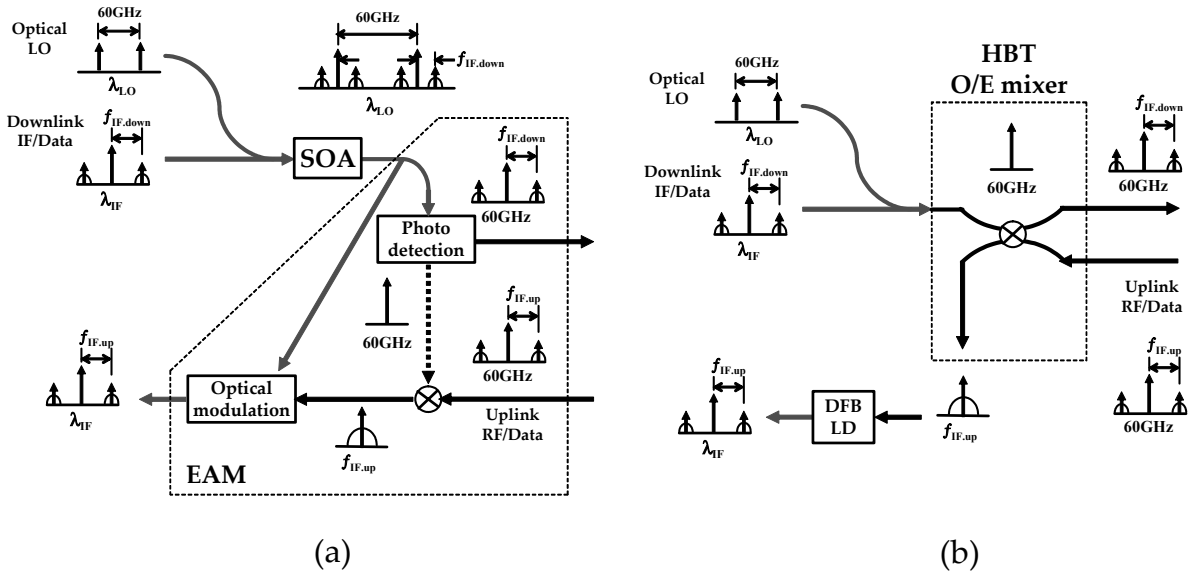 Optical
LO
60GHz
λLO
60GHz
fIF.down
λLO
Downlink
IF/Data
fIF.down
λIF
SOA
fIF.down
60GHz
Photo
detection
60GHz
fIF.up
60GHz
fIF.up
λIF
Optical
modulation
fIF.up
Uplink
RF/Data
EAM
(a)
HBT
O/E mixer
Optical
LO
60GHz
λLO
60GHz
fIF.down
60GHz
Downlink
IF/Data
fIF.down
λIF
Uplink
RF/Data
fIF.up
60GHz
fIF.up
λIF
DFB
LD
fIF.up
(b)